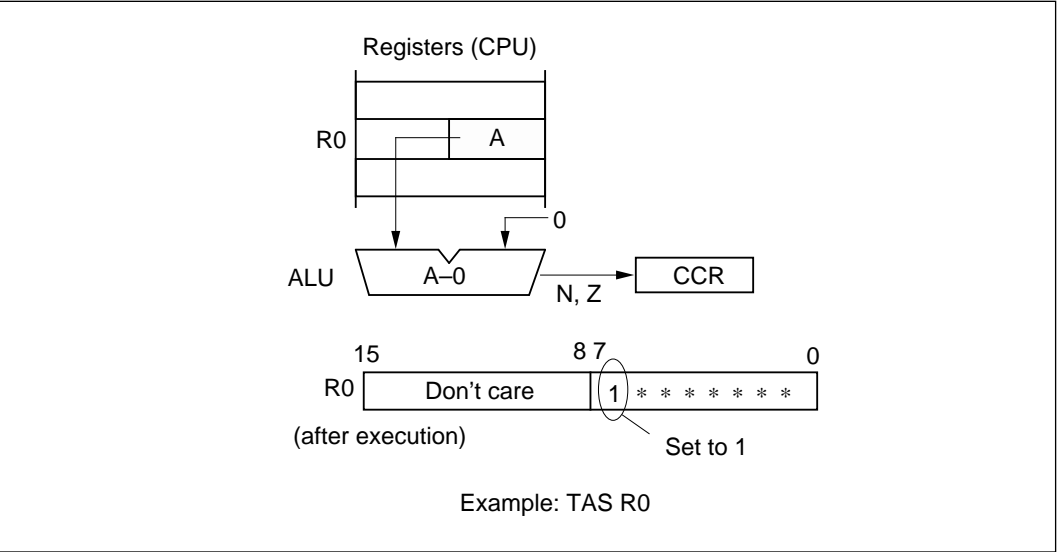 Registers (CPU)
R0 A
0
ALU A–0 CCR
N, Z
15 8 7 0
R0 Don't care 1 * * * * * * *
(after execution) Set to 1
Example: TAS R0